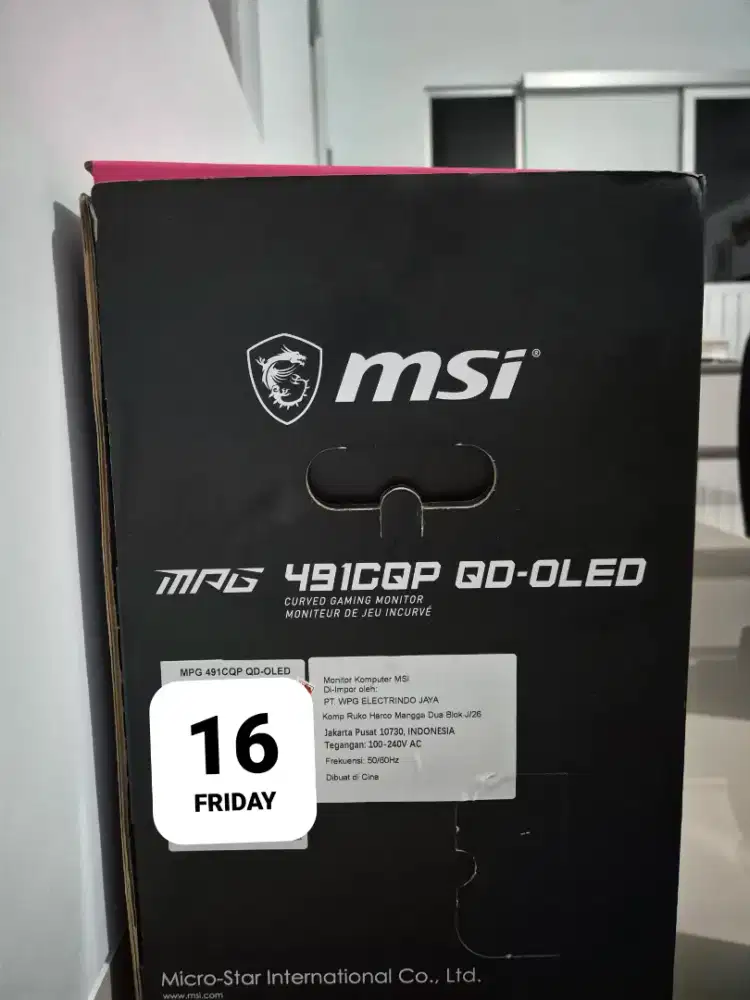 msi®
MPG 491CQP QD-OLED
CURVED GAMING MONITOR
MONITEUR DE JEU INCURVÉ
MPG 491CQP QD-OLED
16
FRIDAY
Monitor Komputer MSI
Di-Impor oleh:
PT WPG ELECTRINDO JAYA
Komp Ruko Harco Mangga Dua Blok J/26
Jakarta Pusat 10730, INDONESIA
Tegangan: 100-240V AC
Frekuensi: 50/60Hz
Dibuat di Cina
Micro-Star International Co., Ltd.
www.msi.com